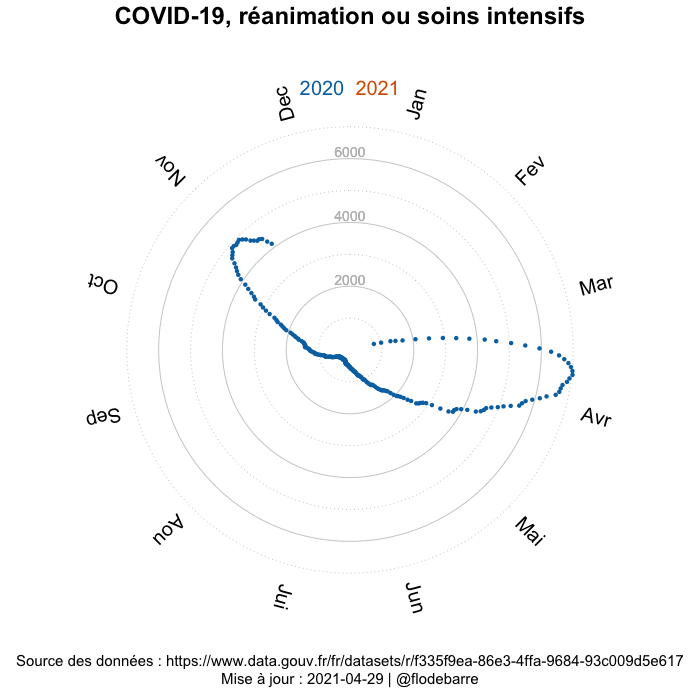 COVID-19, réanimation ou soins intensifs
2020 2021
Jan
Fev
Mar
Avr
Mai
Jun
Jui
Aou
Sep
Oct
Nov
Dec
6000
4000
2000
Source des données : https://www.data.gouv.fr/fr/datasets/r/f335f9ea-86e3-4ffa-9684-93c009d5e617
Mise à jour : 2021-04-29 | @flodebarre